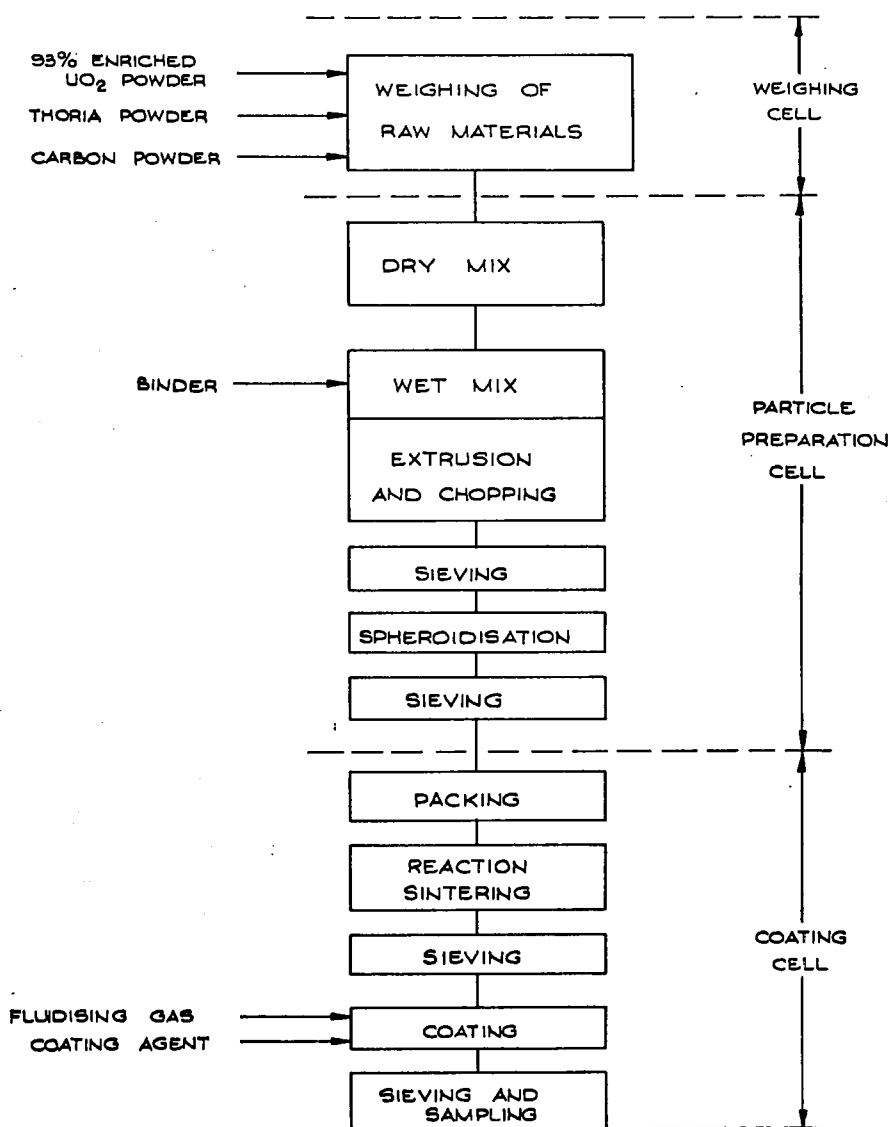 93% ENRICHED
UO₂ POWDER
THORIA POWDER
CARBON POWDER
WEIGHING OF
RAW MATERIALS
WEIGHING
CELL
DRY MIX
BINDER
WET MIX
EXTRUSION
AND CHOPPING
SIEVING
SPHEROIDISATION
SIEVING
PARTICLE
PREPARATION
CELL
PACKING
REACTION
SINTERING
SIEVING
FLUIDISING GAS
COATING AGENT
COATING
SIEVING AND
SAMPLING
COATING
CELL